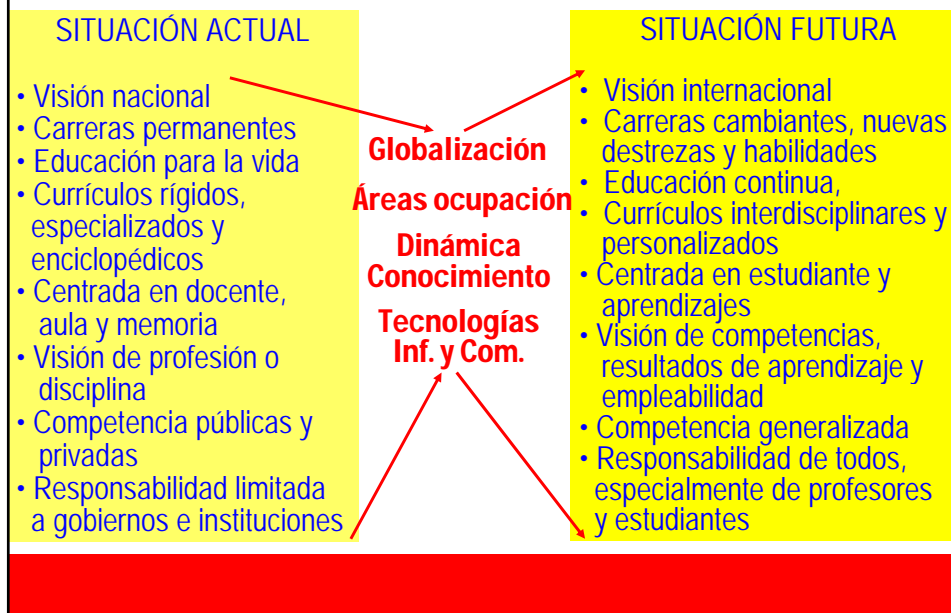 SITUACIÓN ACTUAL
• Visión nacional
• Carreras permanentes
• Educación para la vida
• Currículos rígidos,
especializados y
enciclopédicos
• Centrada en docente,
aula y memoria
• Visión de profesión o
disciplina
• Competencia públicas y
privadas
• Responsabilidad limitada
a gobiernos e instituciones
Globalización
Áreas ocupación
Dinámica
Conocimiento
Tecnologías
Inf. y Com.
SITUACIÓN FUTURA
• Visión internacional
• Carreras cambiantes, nuevas
destrezas y habilidades
• Educación continua,
• Currículos interdisciplinares y
personalizados
• Centrada en estudiante y
aprendizajes
• Visión de competencias,
resultados de aprendizaje y
empleabilidad
• Competencia generalizada
• Responsabilidad de todos,
especialmente de profesores
y estudiantes